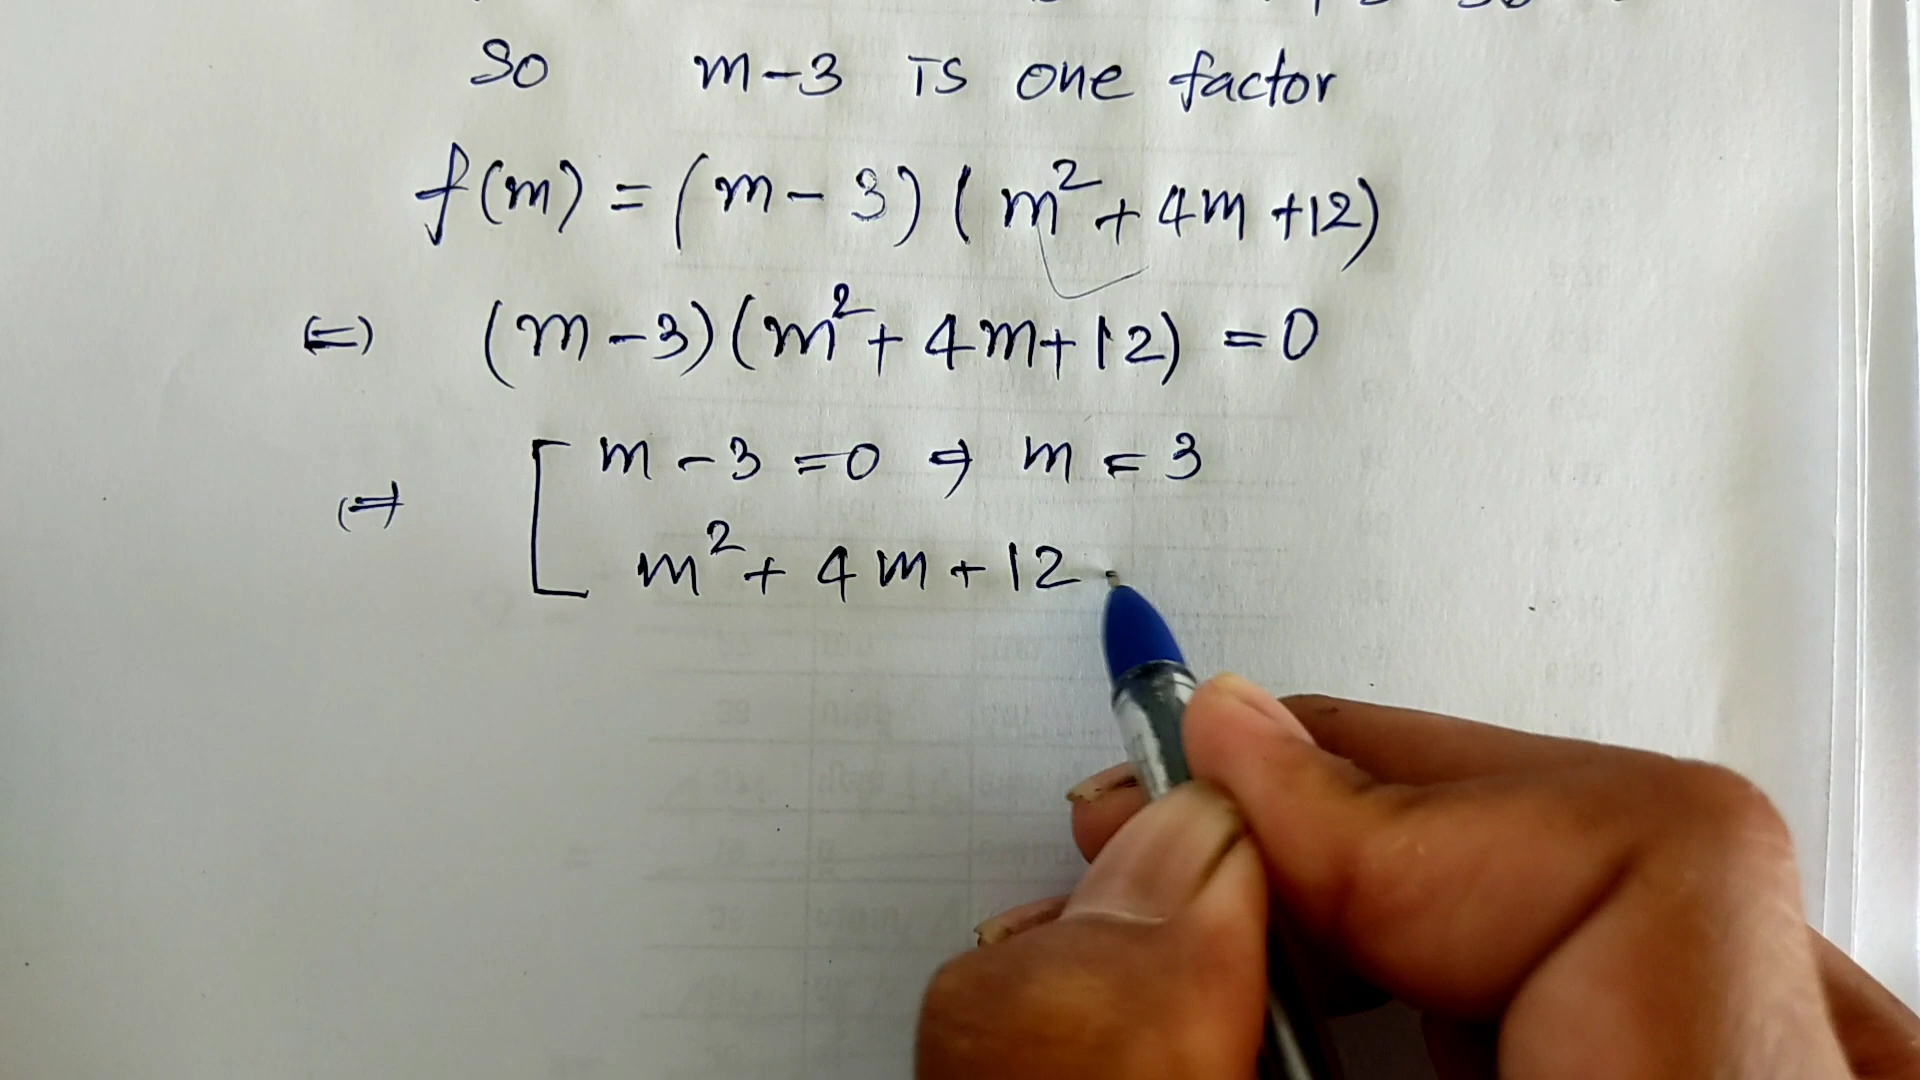 So m-3 is one factor
f(m) = (m-3)(m²+4m+12)
⇔ (m-3)(m²+4m+12) = 0
⇔ [ m-3=0 ⇒ m=3
m²+4m+12